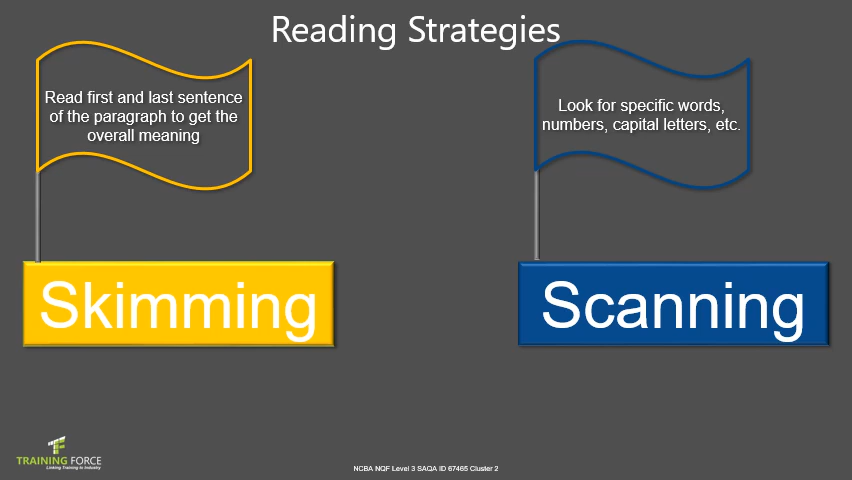 Reading Strategies
Read first and last sentence
of the paragraph to get the
overall meaning
Look for specific words,
numbers, capital letters, etc.
Skimming
Scanning
TRAINING FORCE
Linking Training to Industry
NCBA NQF Level 3 SAQA ID 67465 Cluster 2